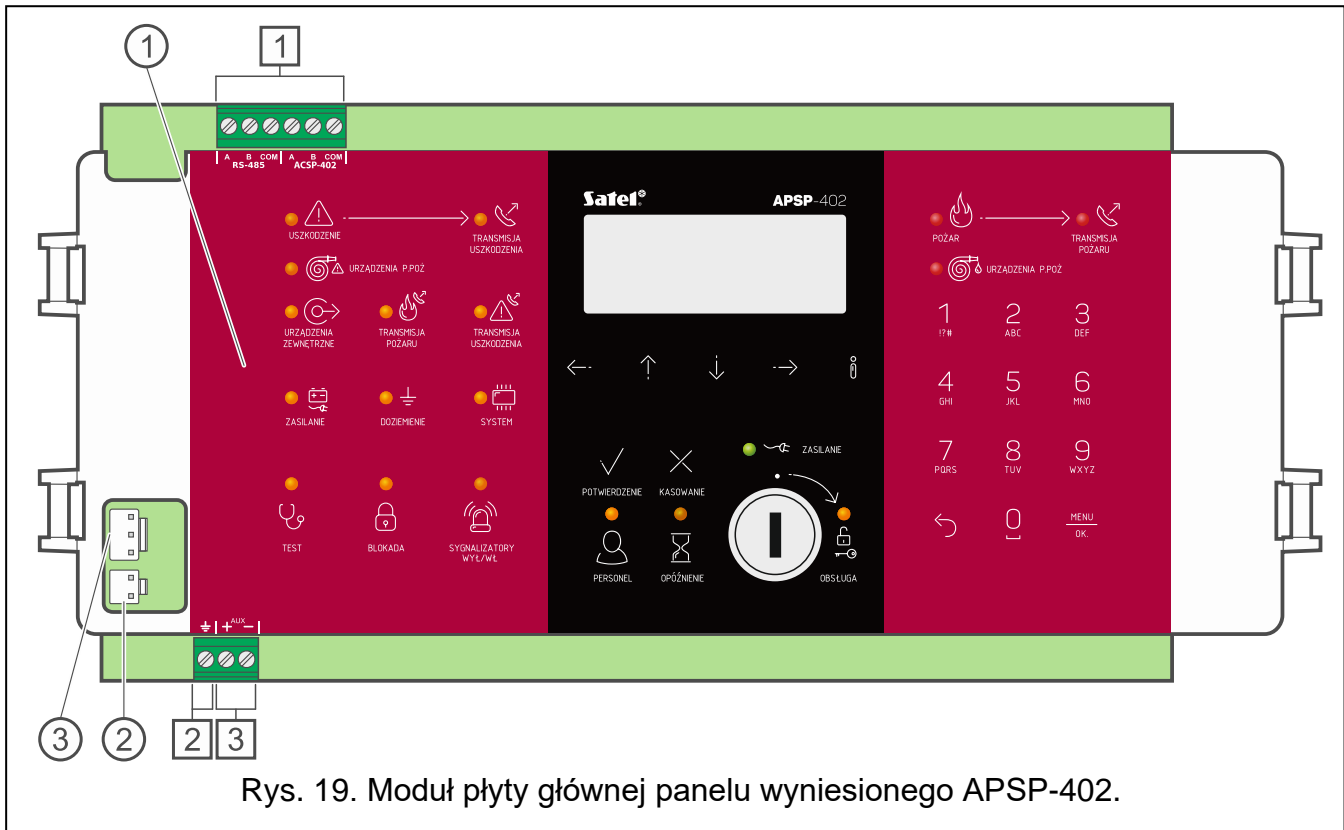 1 1
A B COM A B COM
RS-485 ACSP-402
Satel® APSP-402
USZKODZENIE
TRANSMISJA
USZKODZENIA
URZĄDZENIA P.POŻ
URZĄDZENIA
ZEWNĘTRZNE
TRANSMISJA
POŻARU
TRANSMISJA
USZKODZENIA
ZASILANIE DOZIEMIENIE SYSTEM
TEST BLOKADA SYGNALIZATORY
WYŁ/WŁ
ZASILANIE
POTWIERDZENIE KASOWANIE
PERSONEL OPÓŹNIENIE OBSŁUGA
POŻAR
TRANSMISJA
POŻARU
URZĄDZENIA P.POŻ
1 2 3
!?# ABC DEF
4 5 6
GHI JKL MNO
7 8 9
PQRS TUV WXYZ
0 MENU
OK.
+ AUX −
3 2 2 3
Rys. 19. Moduł płyty głównej panelu wyniesionego APSP-402.